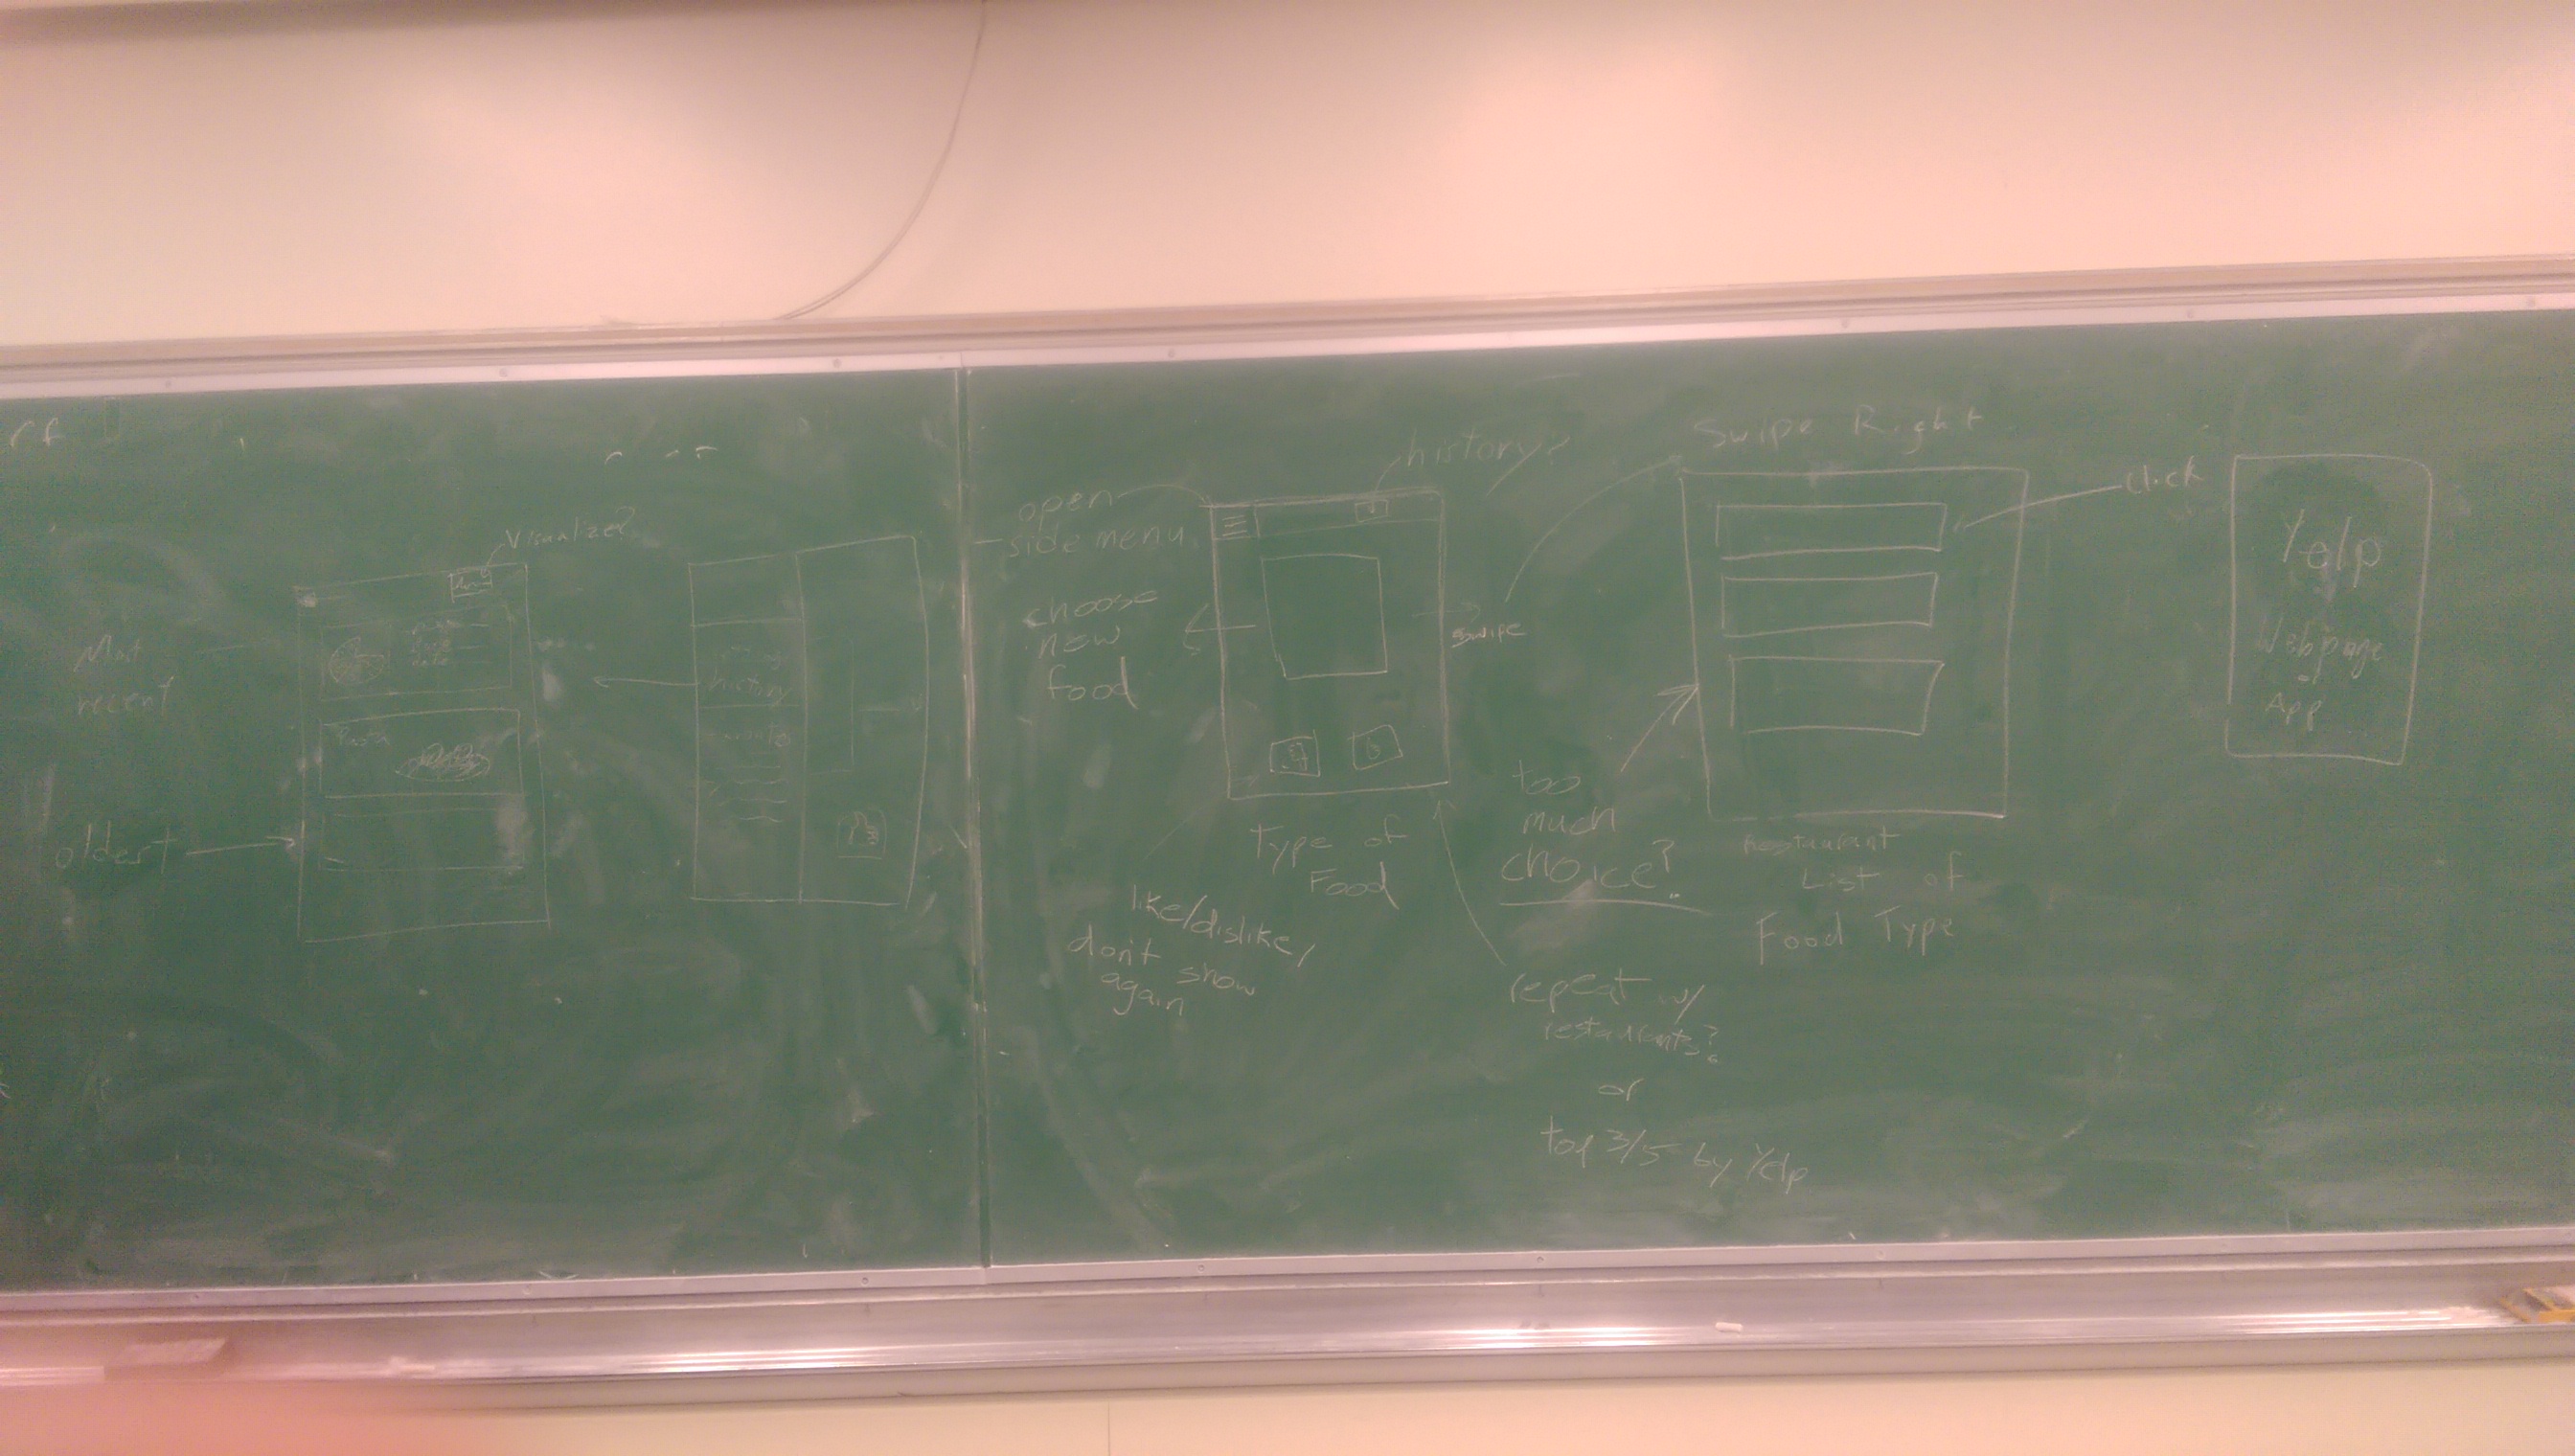 Visualize?
Most
recent
oldest
Pasta
history
open
side menu
choose
new
food
history?
swipe
Type of
Food
like/dislike,
don't show
again
too
much
choice?
repeat w/
restaurants?
or
top 3/5 by Yelp
Swipe Right
click
Restaurant
List of
Food Type
Yelp
Webpage
or
App